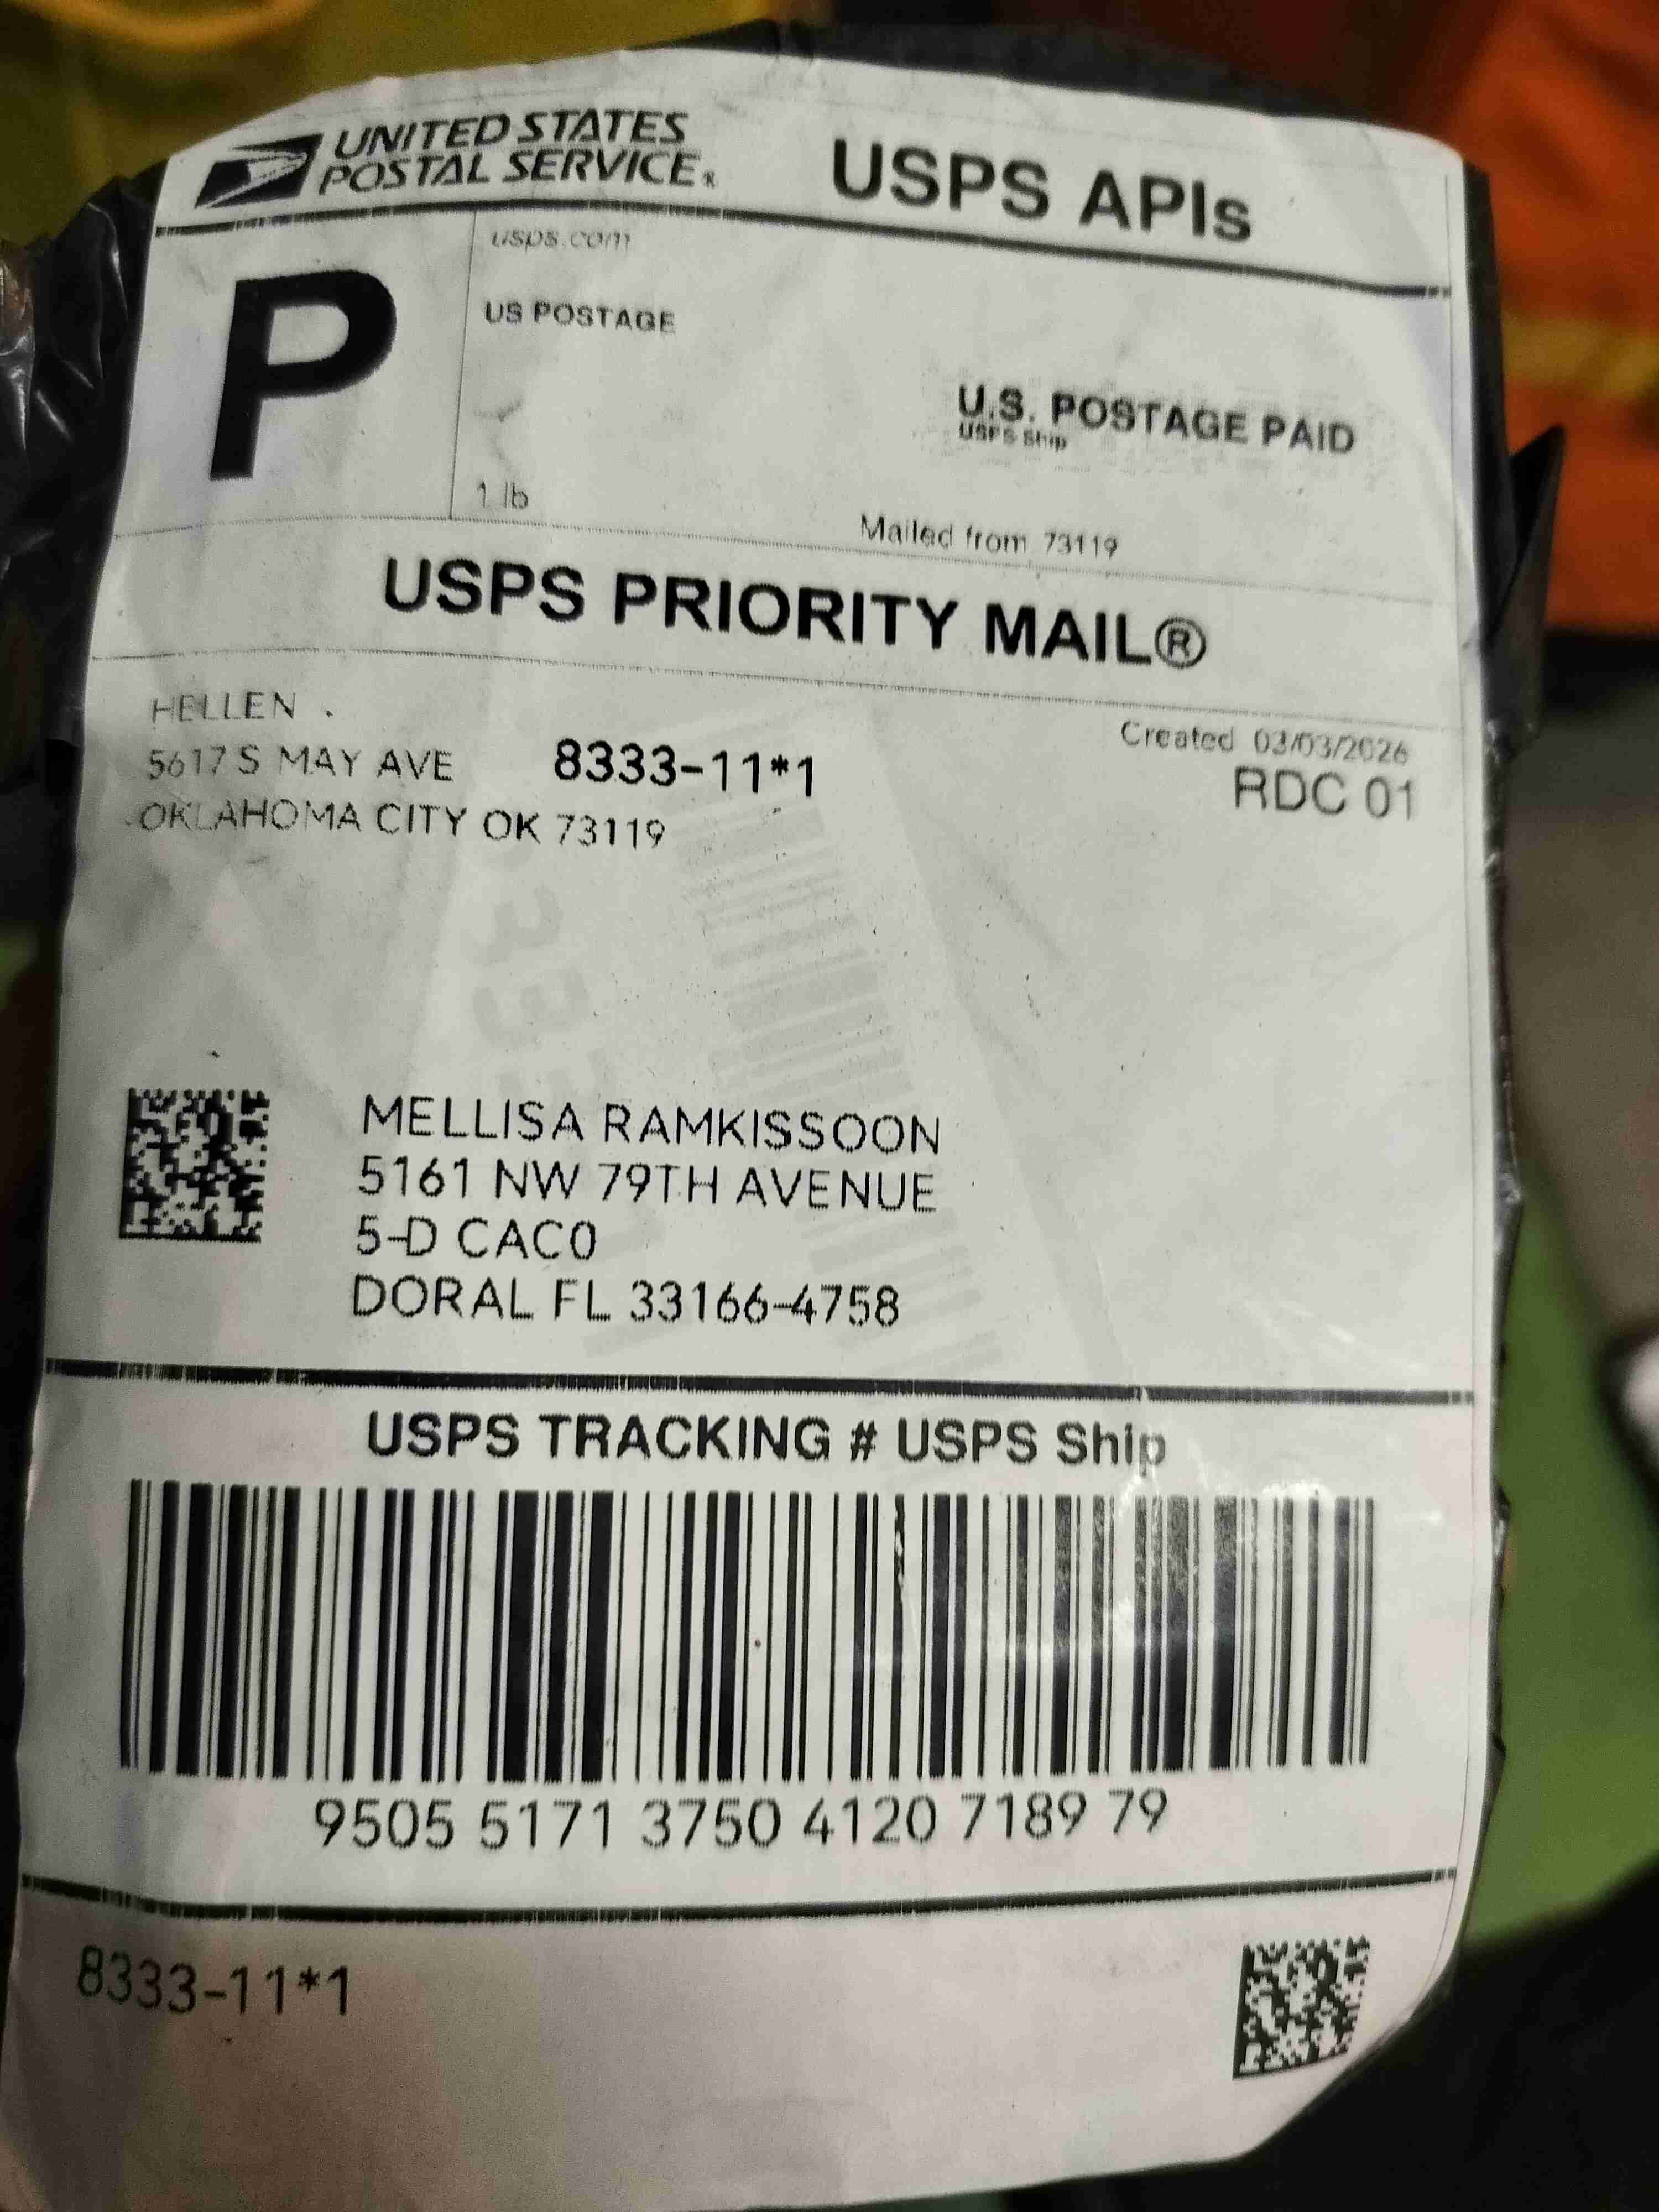 UNITED STATES
POSTAL SERVICE®
USPS APIs
P
usps.com
US POSTAGE
U.S. POSTAGE PAID
USPS Ship
1 lb
Mailed from 73119
USPS PRIORITY MAIL®
HELLEN .
5617 S MAY AVE
8333-11*1
OKLAHOMA CITY OK 73119
Created 03/03/2026
RDC 01
MELLISA RAMKISSOON
5161 NW 79TH AVENUE
5-D CAC0
DORAL FL 33166-4758
USPS TRACKING # USPS Ship
9505 5171 3750 4120 7189 79
8333-11*1